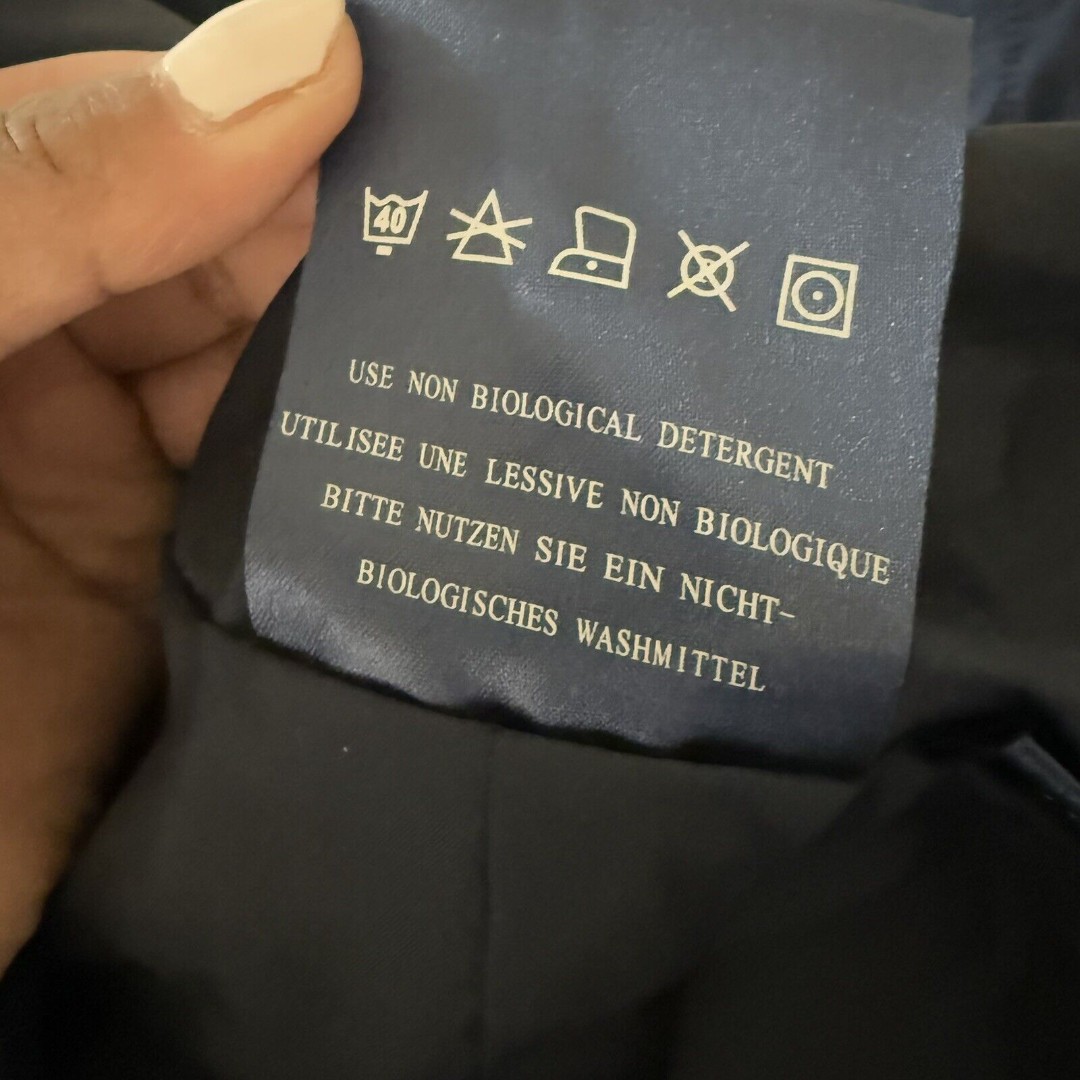 40
USE NON BIOLOGICAL DETERGENT
UTILISEE UNE LESSIVE NON BIOLOGIQUE
BITTE NUTZEN SIE EIN NICHT-
BIOLOGISCHES WASHMITTEL